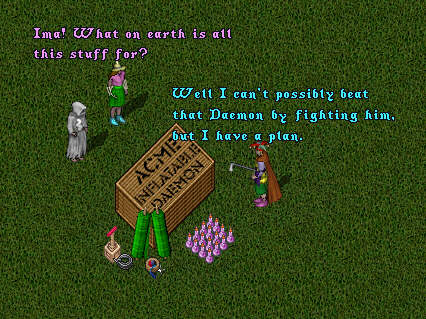 Ima! What on earth is all
this stuff for?
Well I can't possibly beat
that Daemon by fighting him,
but I have a plan.
ACME
INFLATABLE
DAEMON